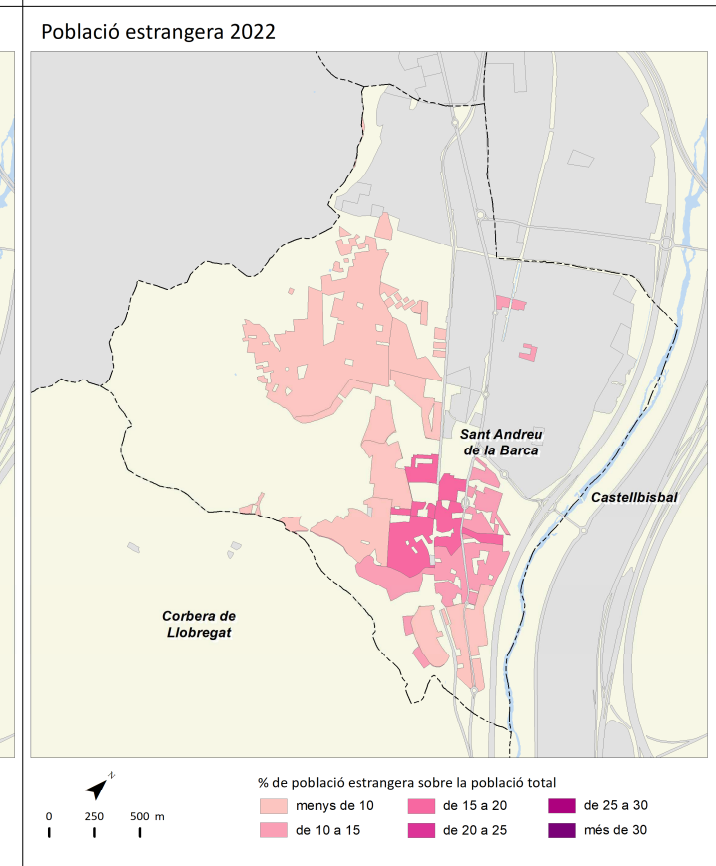 Població estrangera 2022
Sant Andreu
de la Barca
Castellbisbal
Corbera de
Llobregat
N
0 250 500 m
% de població estrangera sobre la població total
menys de 10
de 15 a 20
de 25 a 30
de 10 a 15
de 20 a 25
més de 30